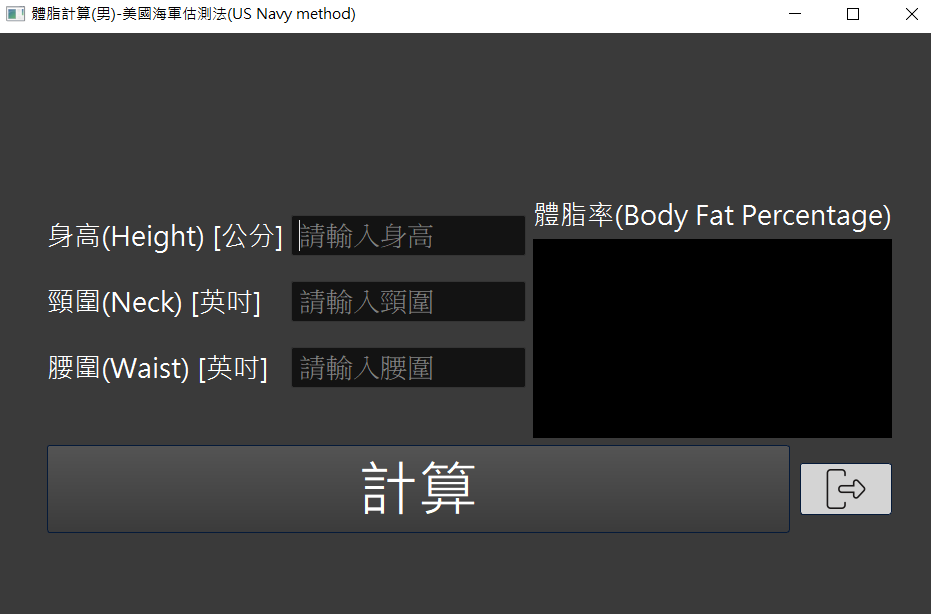 體脂計算(男)-美國海軍估測法(US Navy method)
體脂率(Body Fat Percentage)
身高(Height) [公分] 請輸入身高
頸圍(Neck) [英吋] 請輸入頸圍
腰圍(Waist) [英吋] 請輸入腰圍
計算